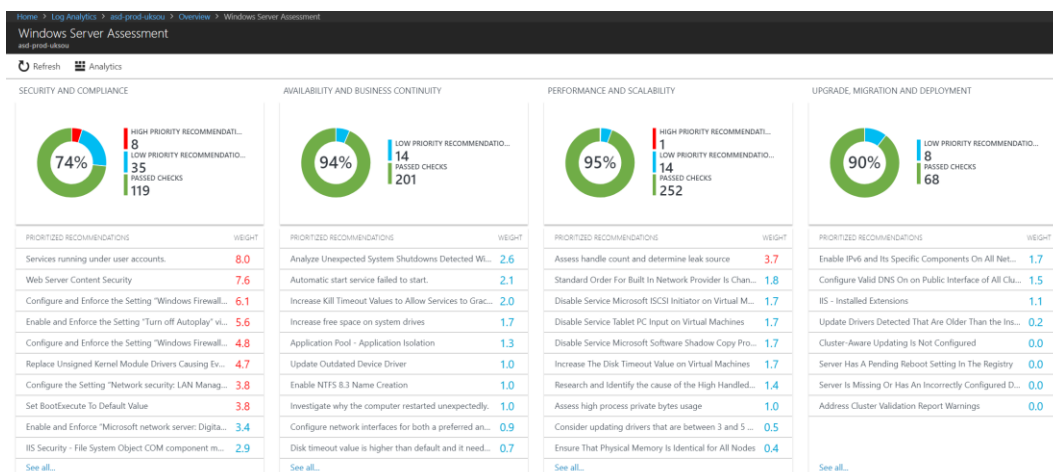 Home > Log Analytics > asd-prod-uksou > Overview > Windows Server Assessment
Windows Server Assessment
asd-prod-uksou
Refresh Analytics
SECURITY AND COMPLIANCE
74%
HIGH PRIORITY RECOMMENDATI...
8
LOW PRIORITY RECOMMENDATIO...
35
PASSED CHECKS
119
PRIORITIZED RECOMMENDATIONS WEIGHT
Services running under user accounts. 8.0
Web Server Content Security 7.6
Configure and Enforce the Setting "Windows Firewall... 6.1
Enable and Enforce the Setting "Turn off Autoplay" vi... 5.6
Configure and Enforce the Setting "Windows Firewall... 4.8
Replace Unsigned Kernel Module Drivers Causing Ev... 4.7
Configure the Setting "Network security: LAN Manag... 3.8
Set BootExecute To Default Value 3.8
Enable and Enforce "Microsoft network server: Digita... 3.4
IIS Security - File System Object COM component m... 2.9
See all...
AVAILABILITY AND BUSINESS CONTINUITY
94%
LOW PRIORITY RECOMMENDATIO...
14
PASSED CHECKS
201
PRIORITIZED RECOMMENDATIONS WEIGHT
Analyze Unexpected System Shutdowns Detected Wi... 2.6
Automatic start service failed to start. 2.1
Increase Kill Timeout Values to Allow Services to Grac... 2.0
Increase free space on system drives 1.7
Application Pool - Application Isolation 1.3
Update Outdated Device Driver 1.0
Enable NTFS 8.3 Name Creation 1.0
Investigate why the computer restarted unexpectedly. 1.0
Configure network interfaces for both a preferred an... 0.9
Disk timeout value is higher than default and it need... 0.7
See all...
PERFORMANCE AND SCALABILITY
95%
HIGH PRIORITY RECOMMENDATI...
1
LOW PRIORITY RECOMMENDATIO...
14
PASSED CHECKS
252
PRIORITIZED RECOMMENDATIONS WEIGHT
Assess handle count and determine leak source 3.7
Standard Order For Built In Network Provider Is Chan... 1.8
Disable Service Microsoft ISCSI Initiator on Virtual M... 1.7
Disable Service Tablet PC Input on Virtual Machines 1.7
Disable Service Microsoft Software Shadow Copy Pro... 1.7
Increase The Disk Timeout Value on Virtual Machines 1.7
Research and Identify the cause of the High Handled... 1.4
Assess high process private bytes usage 1.0
Consider updating drivers that are between 3 and 5 ... 0.5
Ensure That Physical Memory Is Identical for All Nodes 0.4
See all...
UPGRADE, MIGRATION AND DEPLOYMENT
90%
LOW PRIORITY RECOMMENDATIO...
8
PASSED CHECKS
68
PRIORITIZED RECOMMENDATIONS WEIGHT
Enable IPv6 and Its Specific Components On All Net... 1.7
Configure Valid DNS On on Public Interface of All Clu... 1.5
IIS - Installed Extensions 1.1
Update Drivers Detected That Are Older Than the Ins... 0.2
Cluster-Aware Updating Is Not Configured 0.0
Server Has A Pending Reboot Setting In The Registry 0.0
Server Is Missing Or Has An Incorrectly Configured D... 0.0
Address Cluster Validation Report Warnings 0.0
See all...